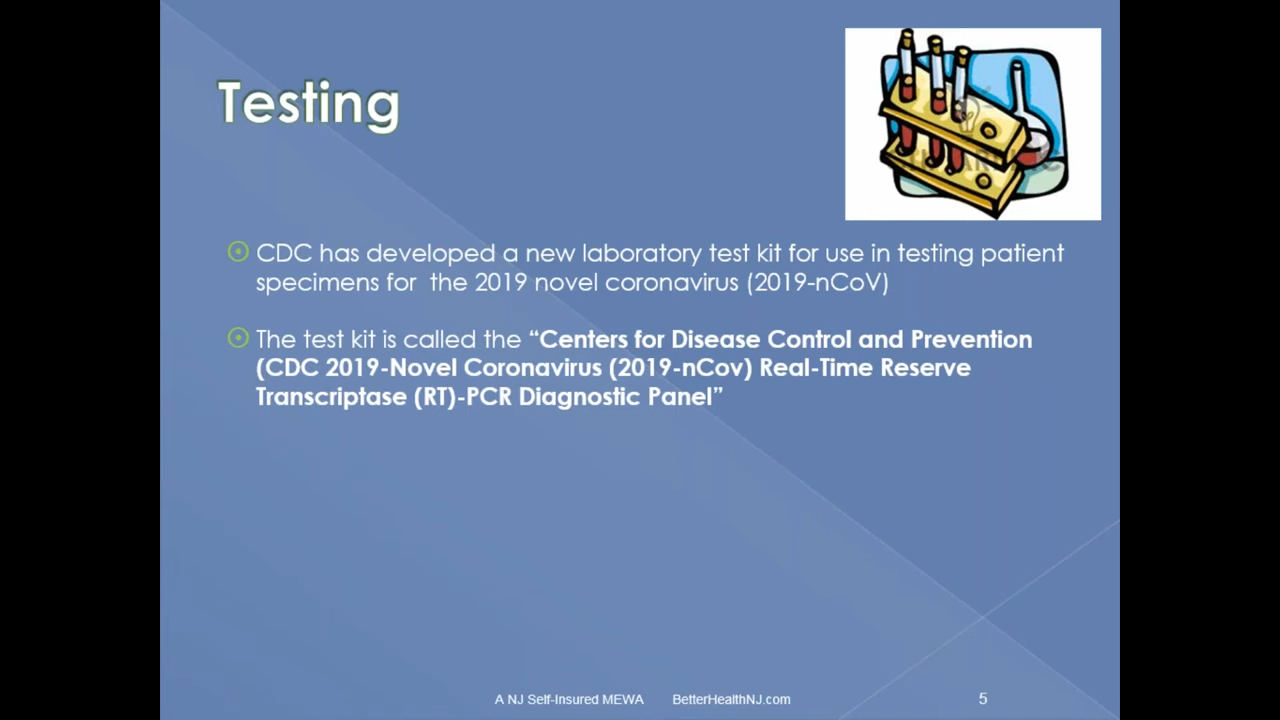 Testing
CDC has developed a new laboratory test kit for use in testing patient
specimens for the 2019 novel coronavirus (2019-nCoV)
The test kit is called the “Centers for Disease Control and Prevention
(CDC 2019-Novel Coronavirus (2019-nCov) Real-Time Reserve
Transcriptase (RT)-PCR Diagnostic Panel”
A NJ Self-Insured MEWA BetterHealthNJ.com 5